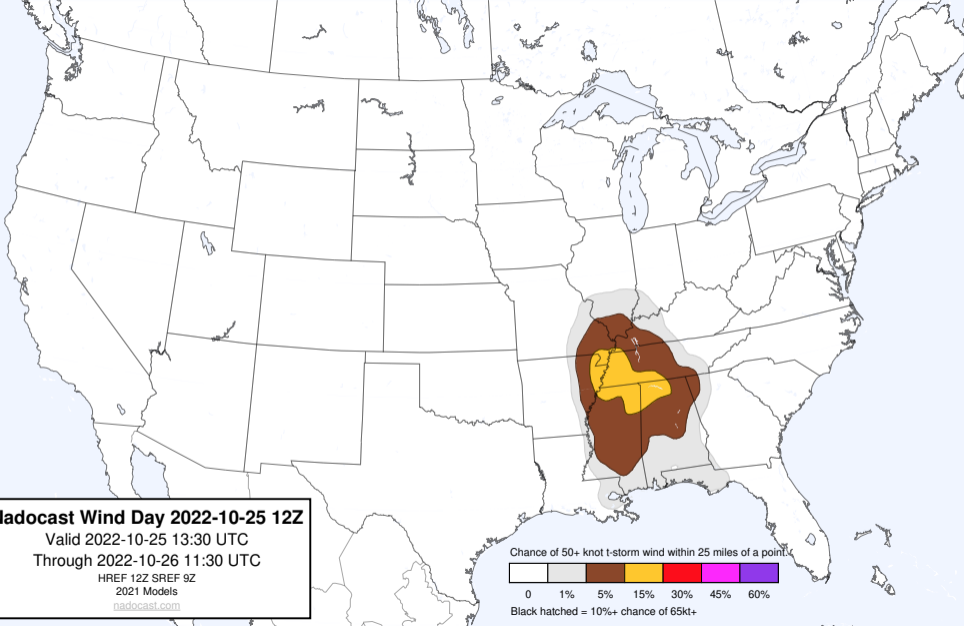 Nadocast Wind Day 2022-10-25 12Z
Valid 2022-10-25 13:30 UTC
Through 2022-10-26 11:30 UTC
HREF 12Z SREF 9Z
2021 Models
nadocast.com
Chance of 50+ knot t-storm wind within 25 miles of a point.
0 1% 5% 15% 30% 45% 60%
Black hatched = 10%+ chance of 65kt+